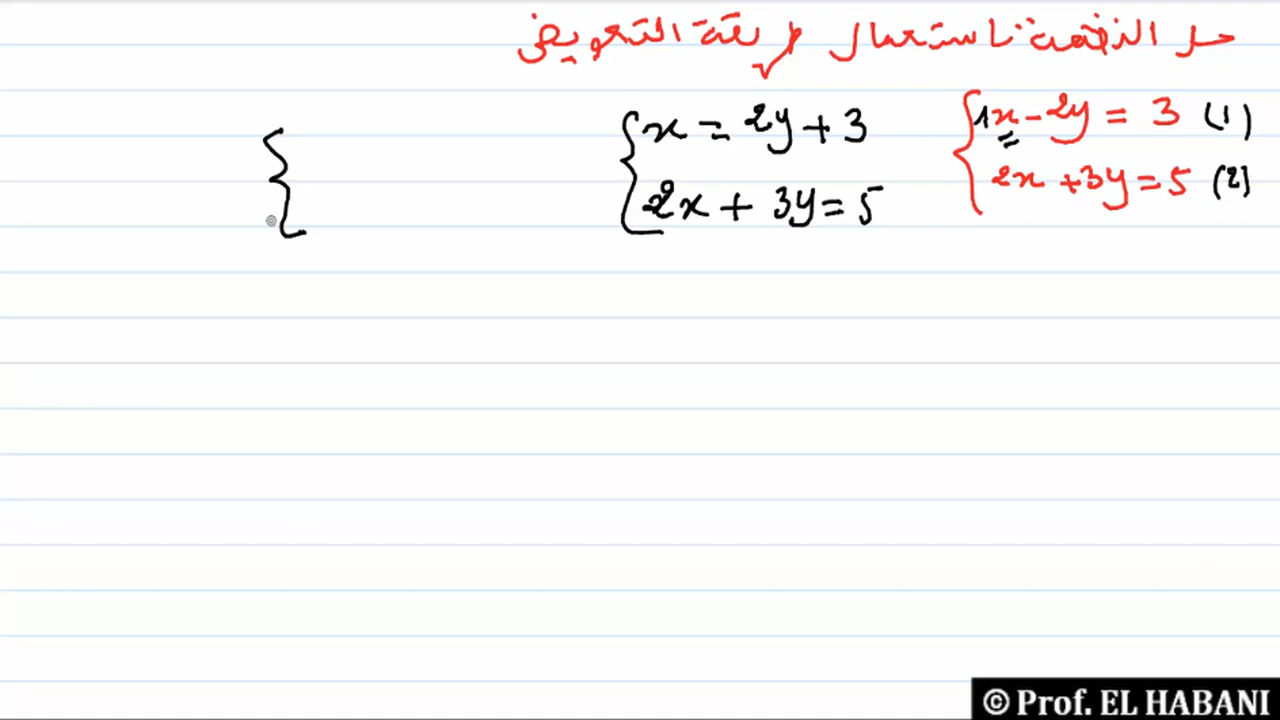 حل النظمة باستعمال طريقة التعويض
{ 1x - 2y = 3 (1)
2x + 3y = 5 (2)
{ x = 2y + 3
2x + 3y = 5
{
© Prof. EL HABANI